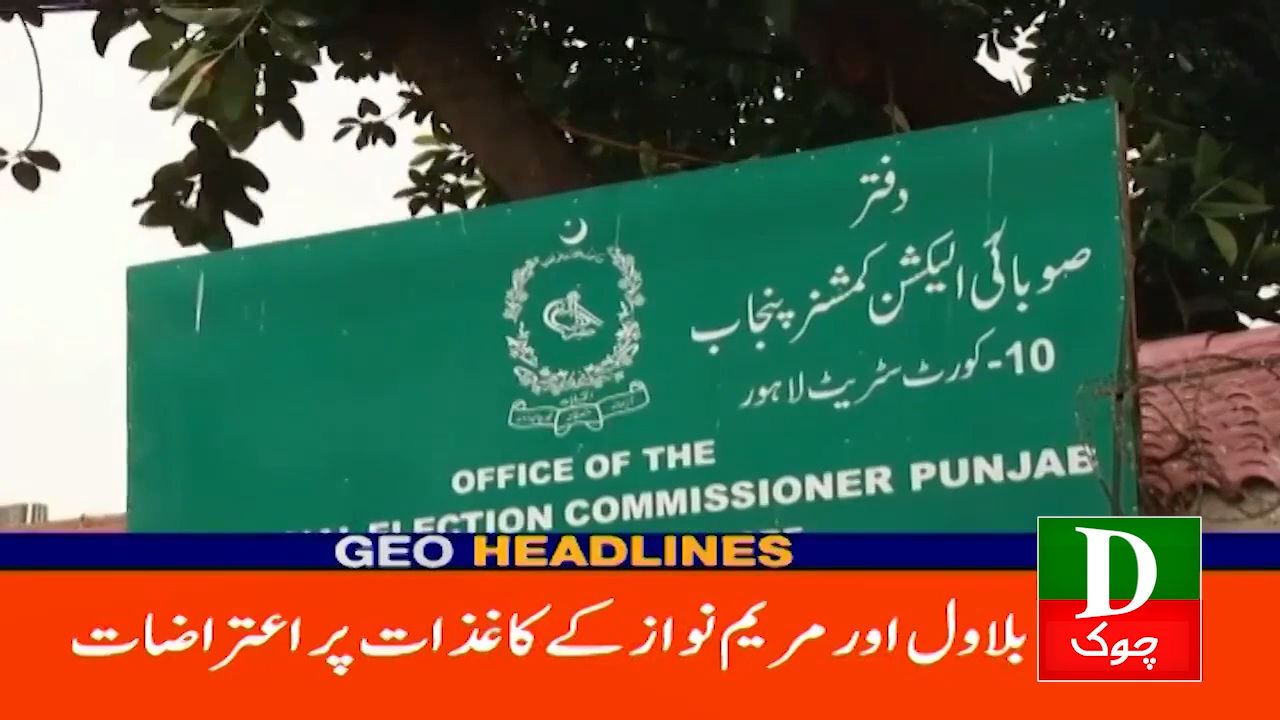 دفتر
صوبائی الیکشن کمشنر پنجاب
10-کورٹ سٹریٹ لاہور
OFFICE OF THE
ELECTION COMMISSIONER PUNJAB
GEO HEADLINES
بلاول اور مریم نواز کے کاغذات پر اعتراضات
D
چوک